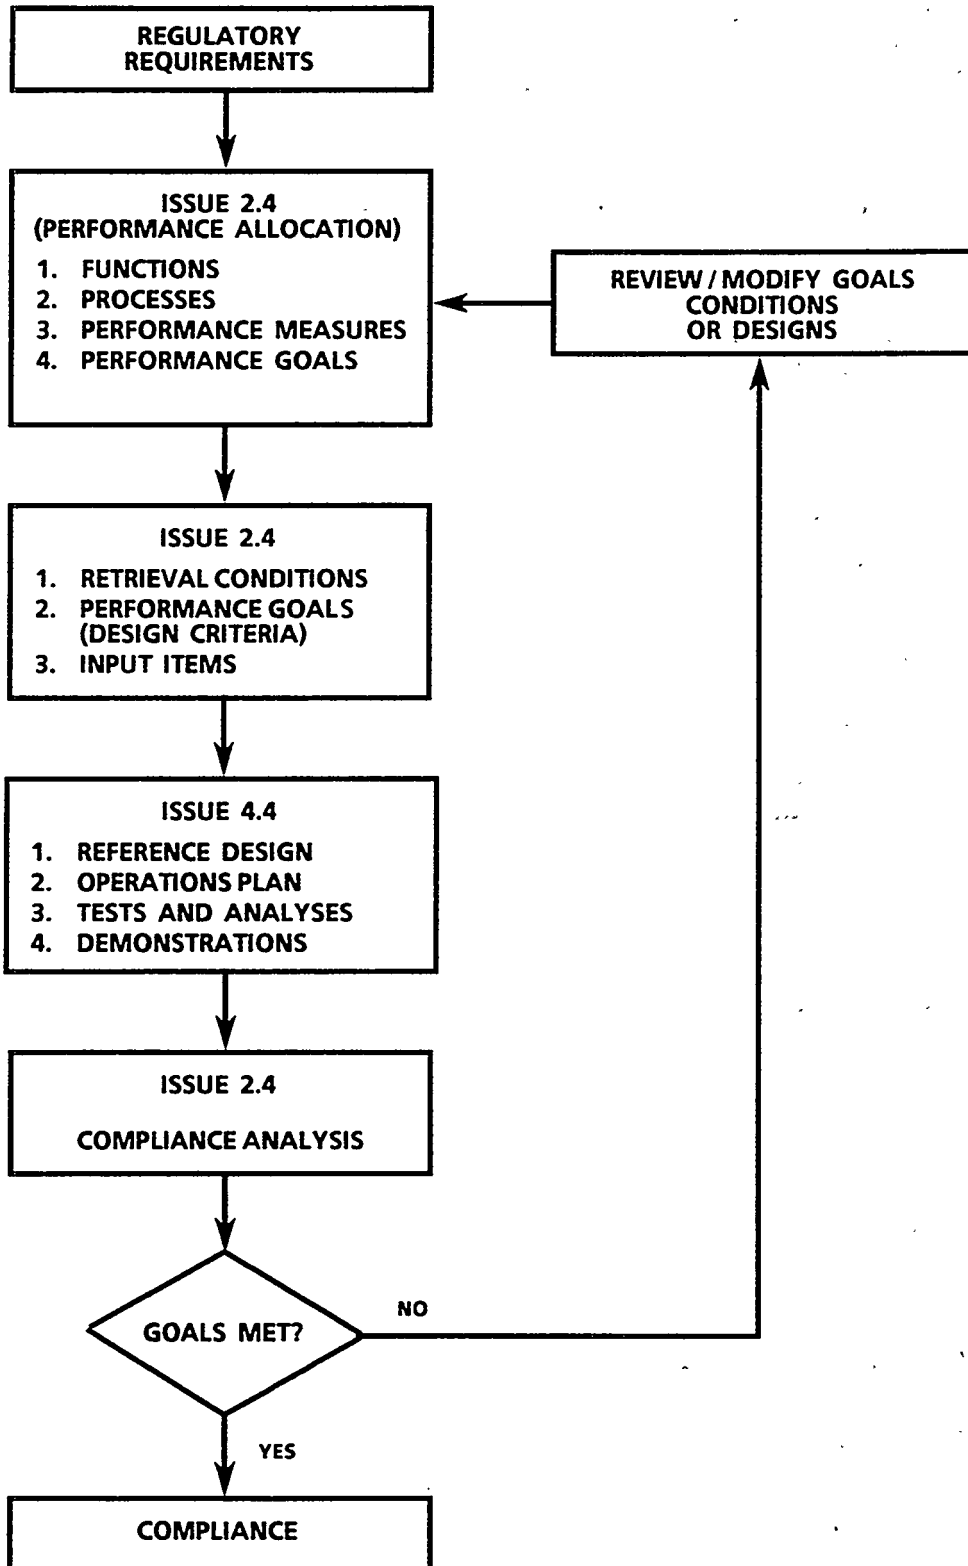 REGULATORY
REQUIREMENTS
ISSUE 2.4
(PERFORMANCE ALLOCATION)
1. FUNCTIONS
2. PROCESSES
3. PERFORMANCE MEASURES
4. PERFORMANCE GOALS
REVIEW / MODIFY GOALS
CONDITIONS
OR DESIGNS
ISSUE 2.4
1. RETRIEVAL CONDITIONS
2. PERFORMANCE GOALS
(DESIGN CRITERIA)
3. INPUT ITEMS
ISSUE 4.4
1. REFERENCE DESIGN
2. OPERATIONS PLAN
3. TESTS AND ANALYSES
4. DEMONSTRATIONS
ISSUE 2.4
COMPLIANCE ANALYSIS
GOALS MET?
NO
YES
COMPLIANCE